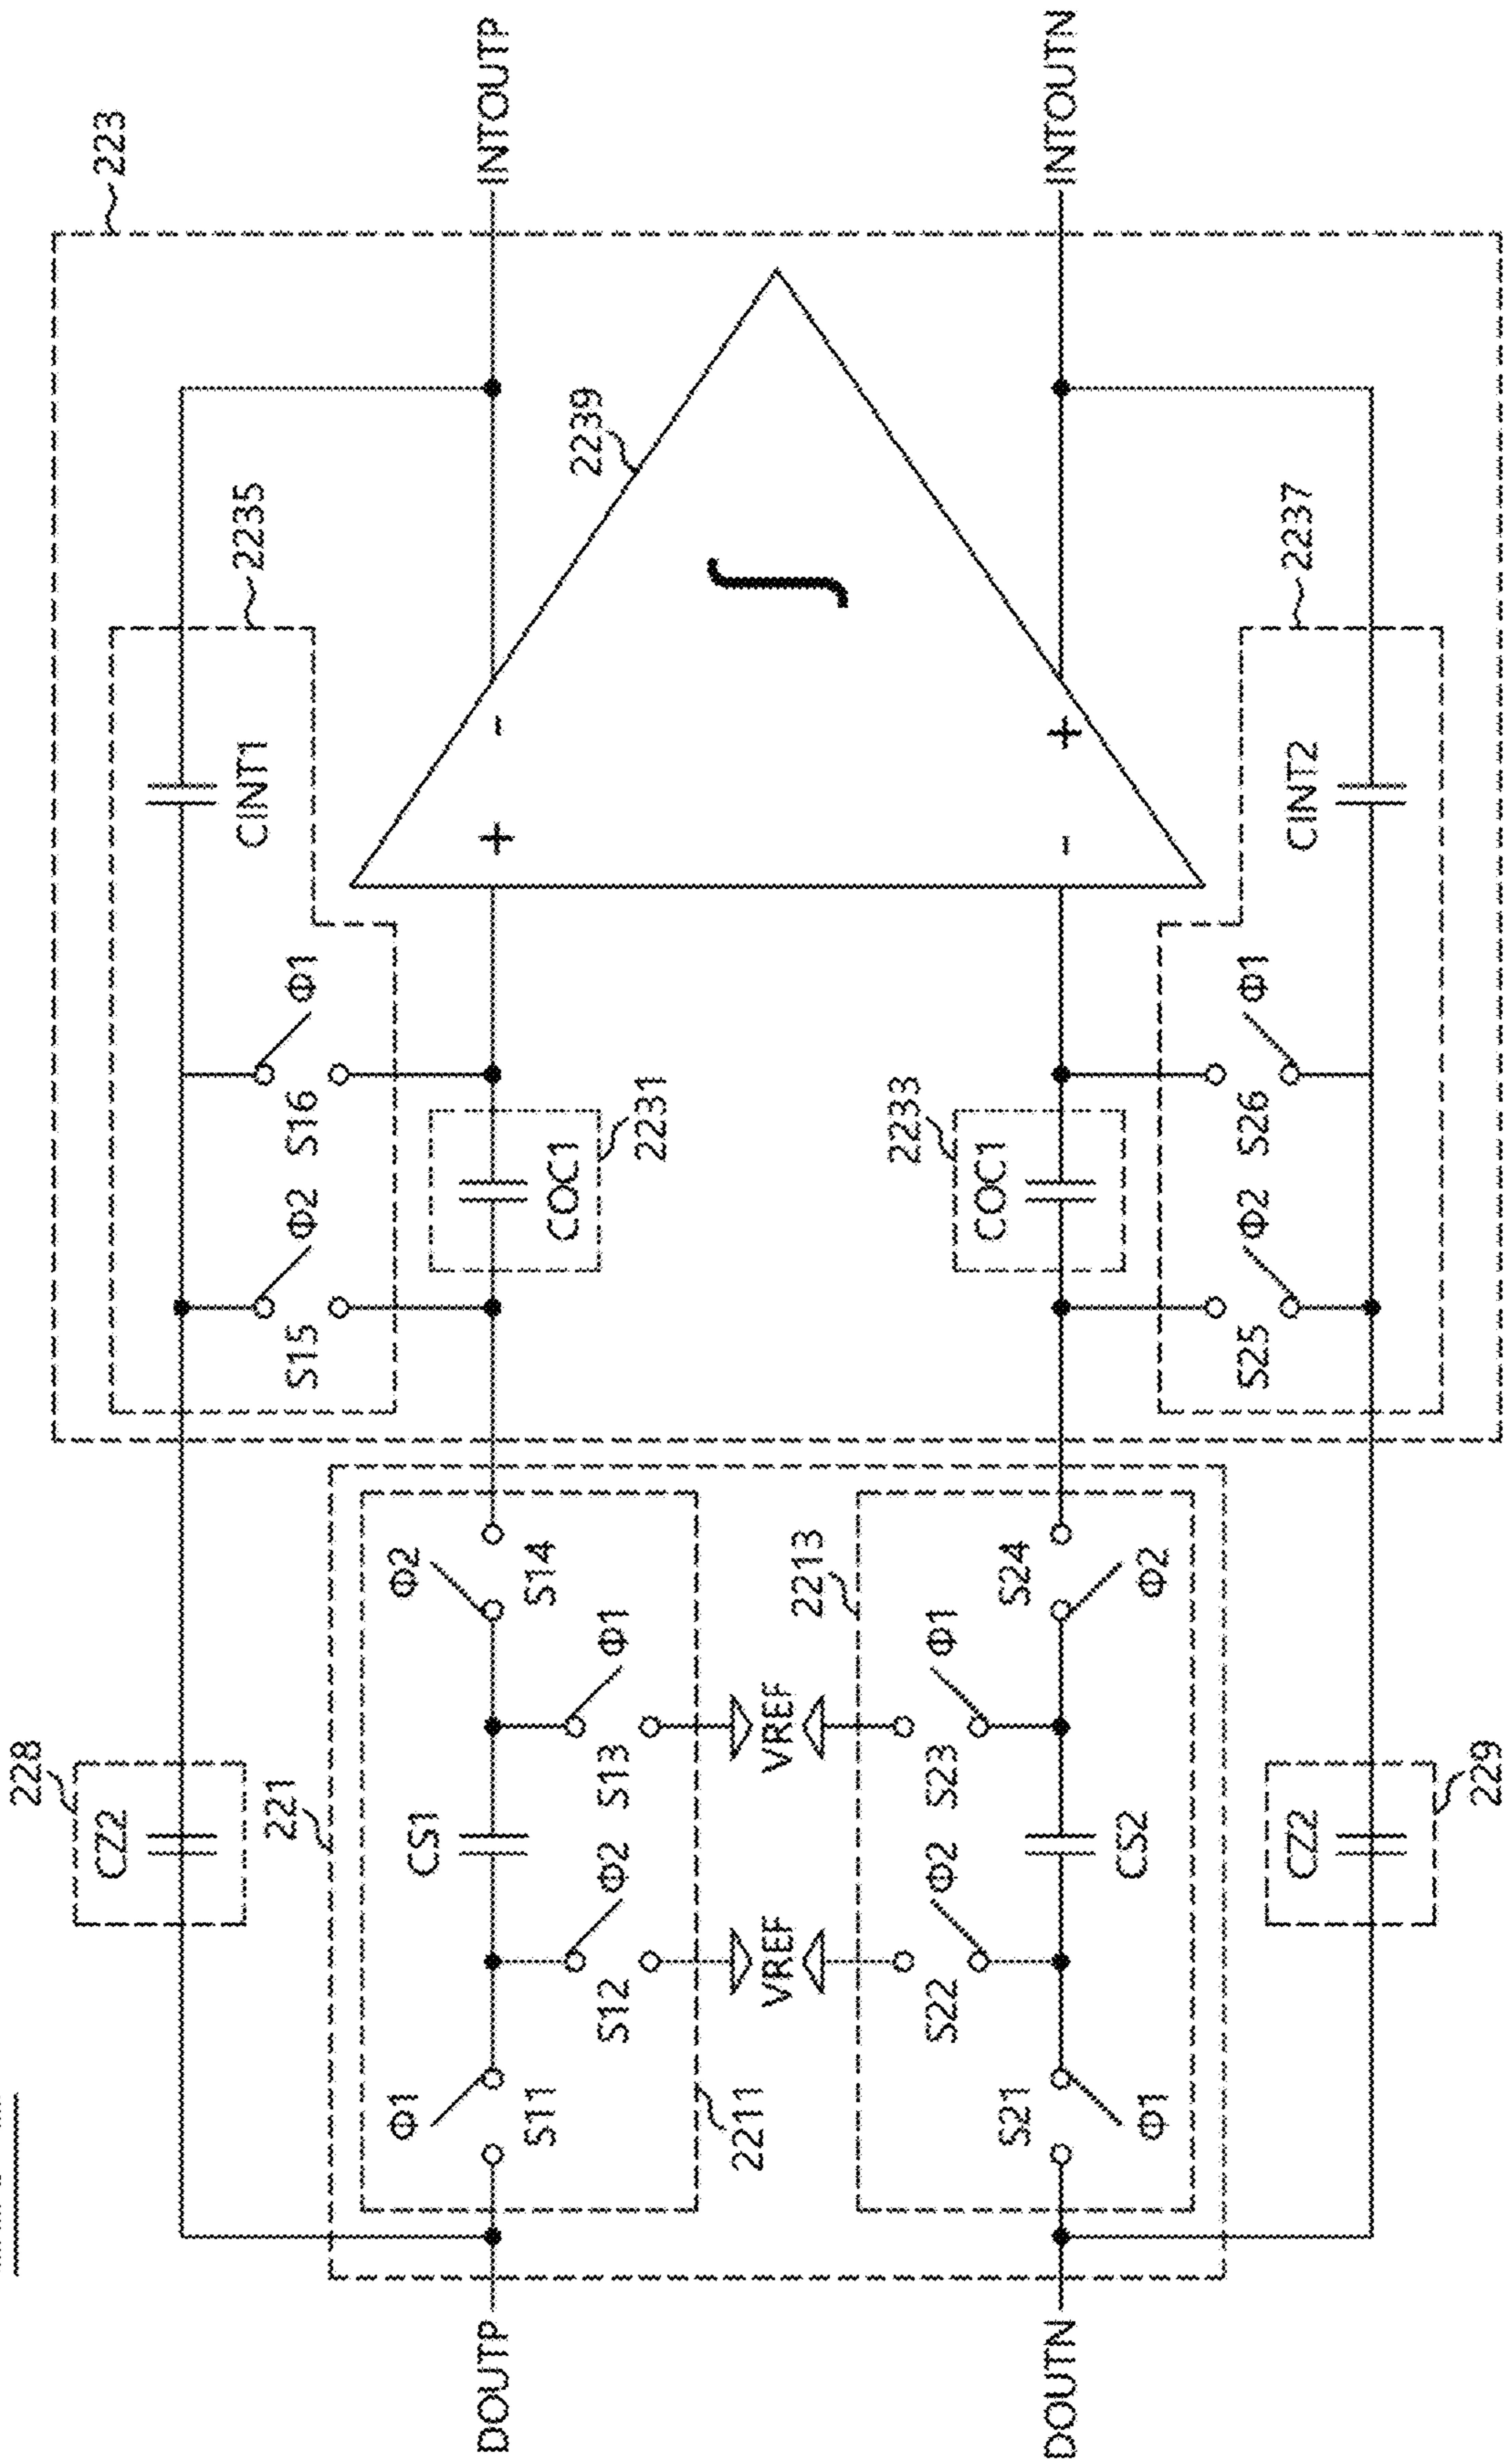 223
INTOUTP
INTOUTN
2239
2235
2237
CINT1
CINT2
-
+
+
-
∫
S15
Φ2
S16
Φ1
COC1
2231
COC1
2233
S25
Φ2
S26
Φ1
228
CZ2
221
2211
Φ1
S11
S12
Φ2
CS1
S13
Φ1
Φ2
S14
VREF
VREF
2213
S21
Φ1
S22
Φ2
CS2
S23
Φ1
S24
Φ2
CZ2
229
DOUTP
DOUTN